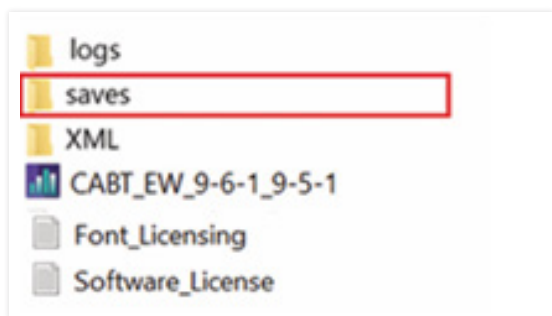 logs
saves
XML
CABT_EW_9-6-1_9-5-1
Font_Licensing
Software_License